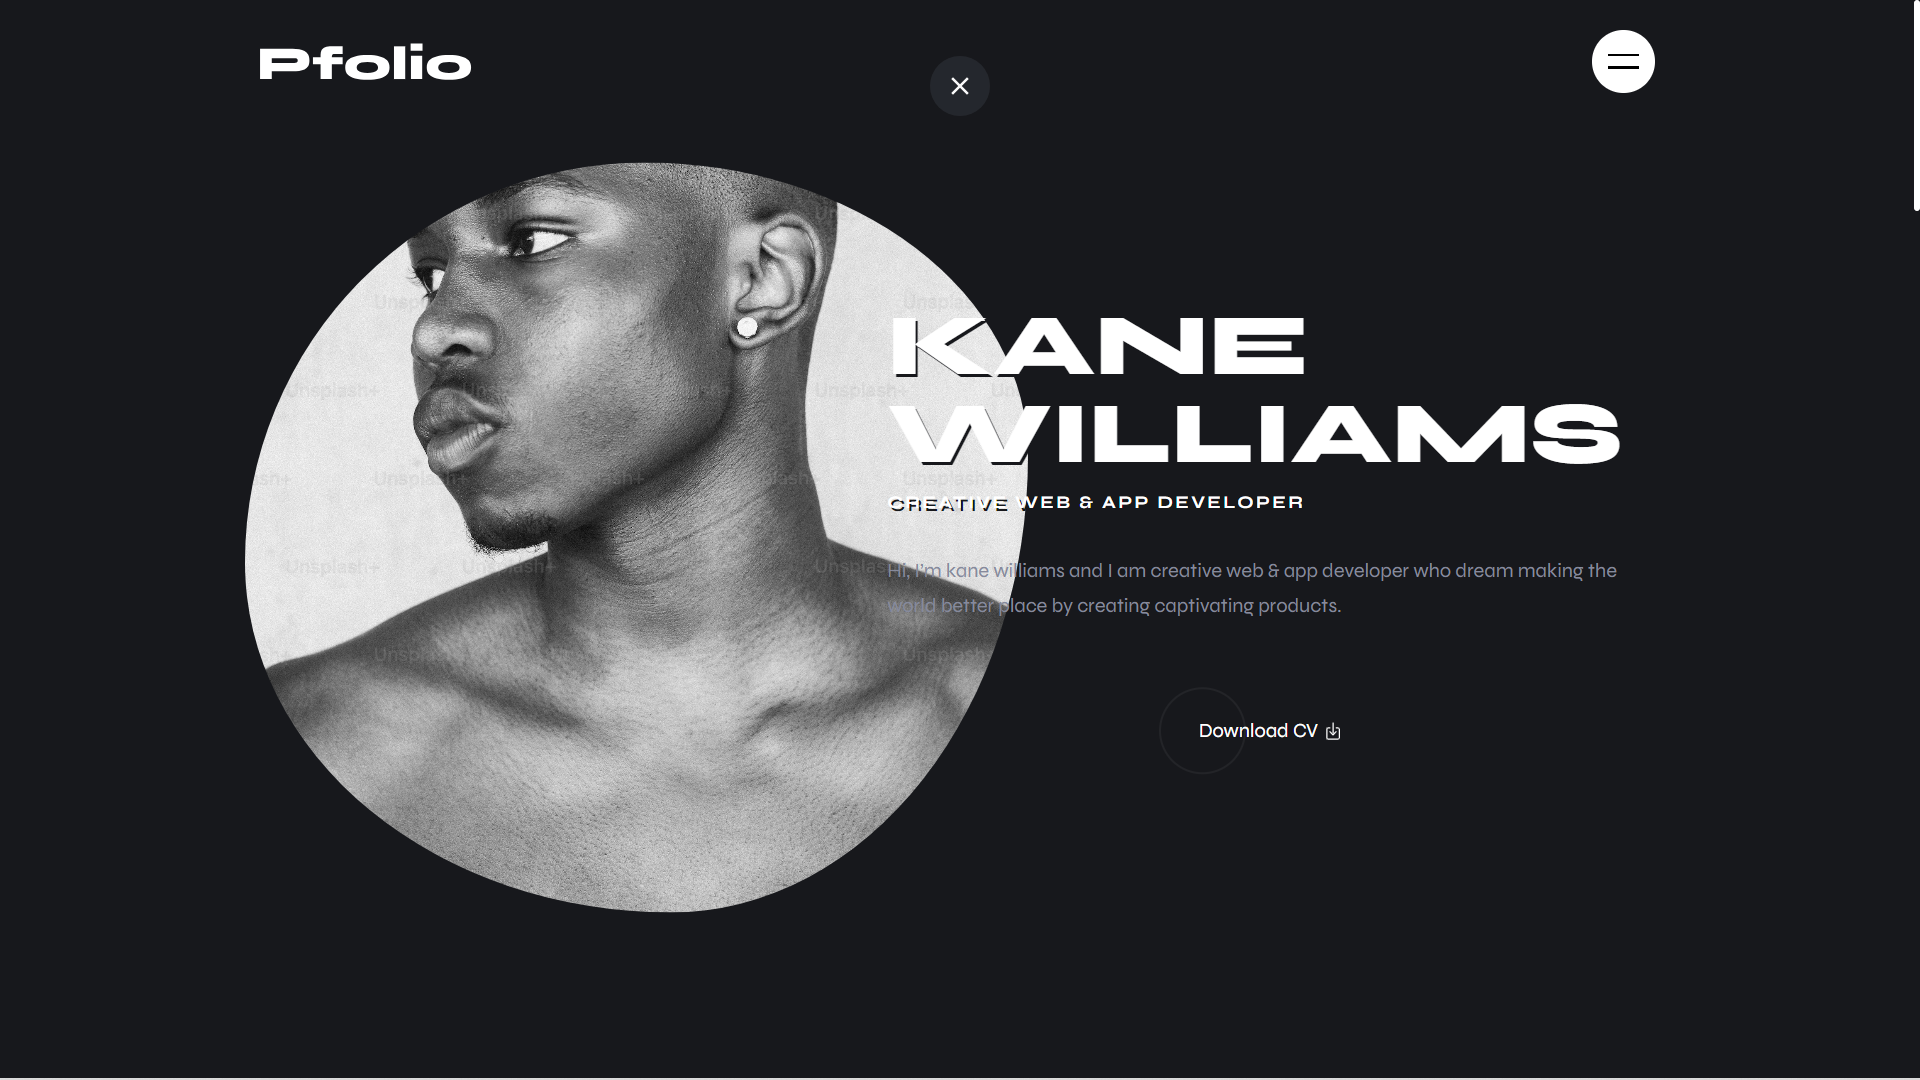 Pfolio
KANE
WILLIAMS
CREATIVE WEB & APP DEVELOPER
Hi, I'm kane williams and I am creative web & app developer who dream making the
world better place by creating captivating products.
Download CV
Unsplash+